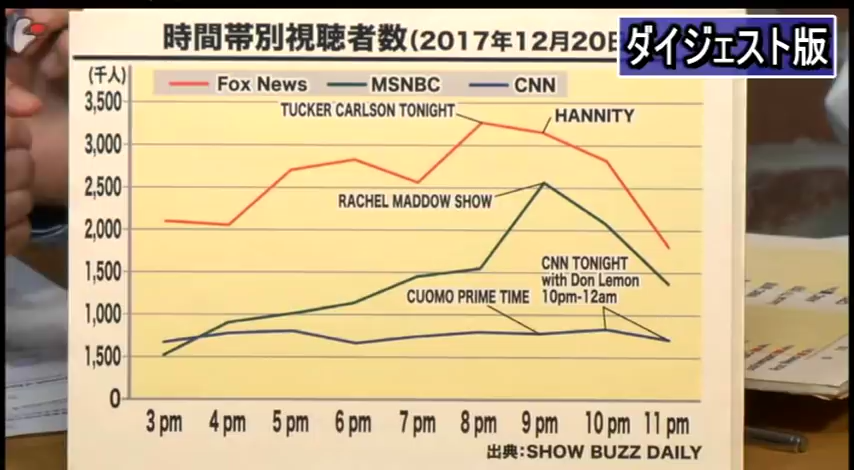 時間帯別視聴者数(2017年12月20日
ダイジェスト版
(千人)
Fox News MSNBC CNN
3,500
3,000
2,500
2,000
1,500
1,000
1,500
0
TUCKER CARLSON TONIGHT
HANNITY
RACHEL MADDOW SHOW
CUOMO PRIME TIME
CNN TONIGHT
with Don Lemon
10pm-12am
3 pm 4 pm 5 pm 6 pm 7 pm 8 pm 9 pm 10 pm 11 pm
出典:SHOW BUZZ DAILY